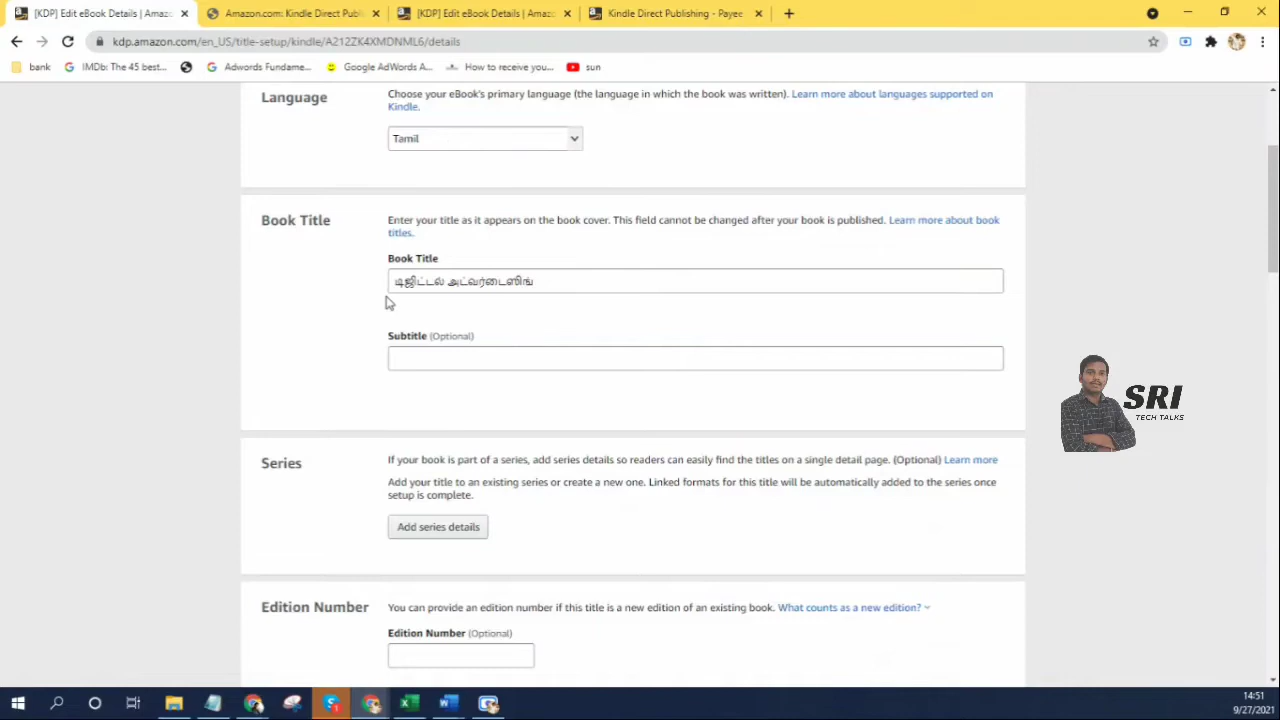 [KDP] Edit eBook Details | Amaz
Amazon.com: Kindle Direct Publi
[KDP] Edit eBook Details | Amaz
Kindle Direct Publishing - Payee
kdp.amazon.com/en_US/title-setup/kindle/A212ZK4XMDNML6/details
bank
IMDb: The 45 best...
Adwords Fundame...
Google AdWords A...
How to receive you...
sun
Language
Choose your eBook's primary language (the language in which the book was written). Learn more about languages supported on
Kindle.
Tamil
Book Title
Enter your title as it appears on the book cover. This field cannot be changed after your book is published. Learn more about book
titles.
Book Title
டிஜிட்டல் அட்வர்டைஸிங்
Subtitle (Optional)
SRI
TECH TALKS
Series
If your book is part of a series, add series details so readers can easily find the titles on a single detail page. (Optional) Learn more
Add your title to an existing series or create a new one. Linked formats for this title will be automatically added to the series once
setup is complete.
Add series details
Edition Number
You can provide an edition number if this title is a new edition of an existing book. What counts as a new edition?
Edition Number (Optional)
14:51
9/27/2021